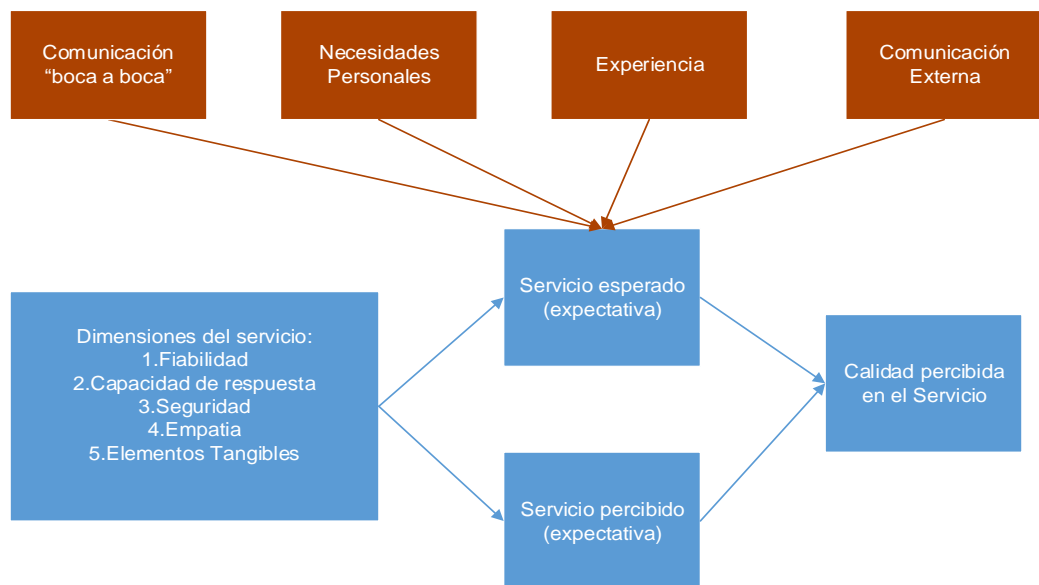 Comunicación
“boca a boca”
Necesidades
Personales
Experiencia
Comunicación
Externa
Servicio esperado
(expectativa)
Dimensiones del servicio:
1.Fiabilidad
2.Capacidad de respuesta
3.Seguridad
4.Empatia
5.Elementos Tangibles
Calidad percibida
en el Servicio
Servicio percibido
(expectativa)